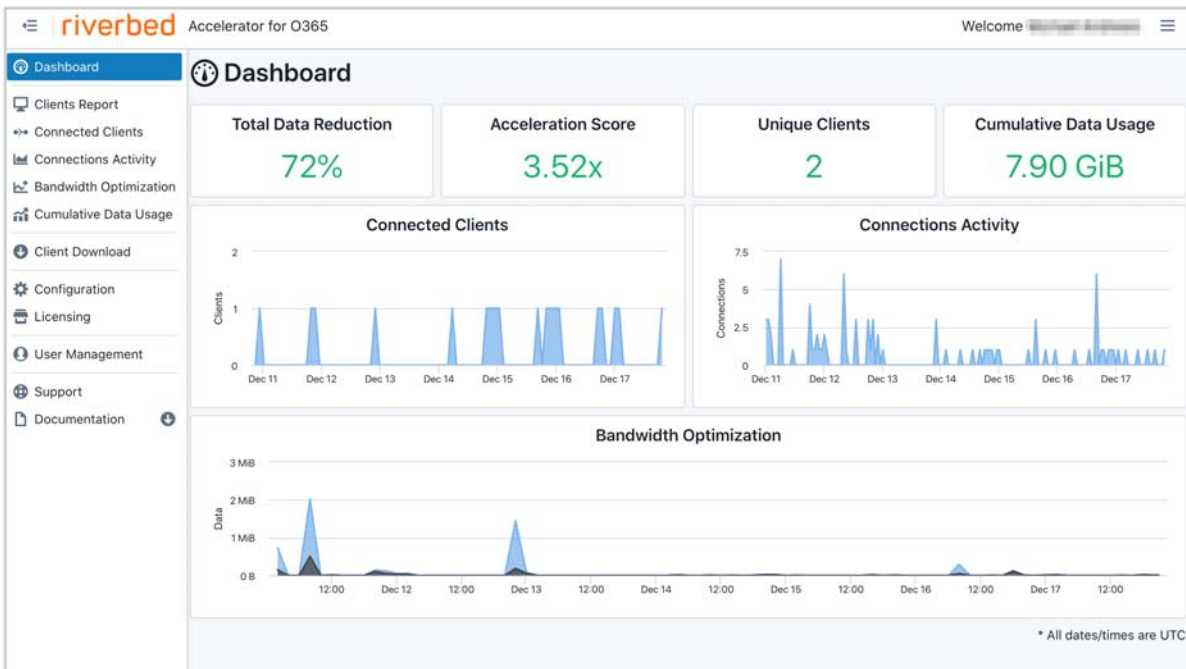 riverbed Accelerator for O365
Welcome
Dashboard
Clients Report
Connected Clients
Connections Activity
Bandwidth Optimization
Cumulative Data Usage
Client Download
Configuration
Licensing
User Management
Support
Documentation
Dashboard
Total Data Reduction
72%
Acceleration Score
3.52x
Unique Clients
2
Cumulative Data Usage
7.90 GiB
Connected Clients
Clients
2
1
0
Dec 11 Dec 12 Dec 13 Dec 14 Dec 15 Dec 16 Dec 17
Connections Activity
Connections
7.5
5
2.5
0
Dec 11 Dec 12 Dec 13 Dec 14 Dec 15 Dec 16 Dec 17
Bandwidth Optimization
Data
3 MiB
2 MiB
1 MiB
0 B
12:00 Dec 12 12:00 Dec 13 12:00 Dec 14 12:00 Dec 15 12:00 Dec 16 12:00 Dec 17 12:00
* All dates/times are UTC